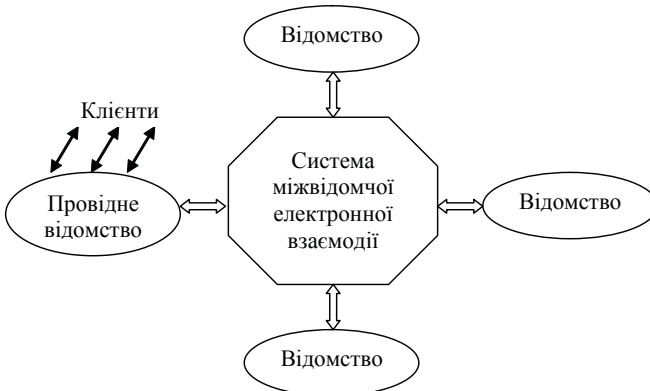 Відомство
Клієнти
Система
міжвідомчої
електронної
взаємодії
Провідне
відомство
Відомство
Відомство